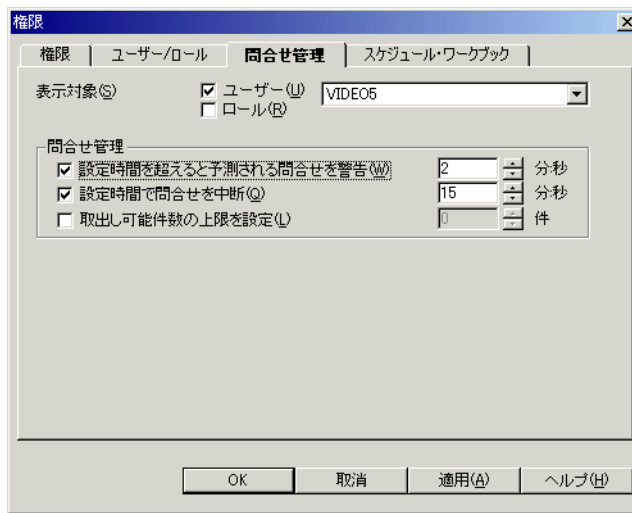 権限
権限 ユーザー/ロール 問合せ管理 スケジュール・ワークブック
表示対象(S) ユーザー(U) VIDEO5
ロール(R)
問合せ管理
設定時間を超えると予測される問合せを警告(W) 2 分:秒
設定時間で問合せを中断(Q) 15 分:秒
取出し可能件数の上限を設定(L) 0 件
OK 取消 適用(A) ヘルプ(H)